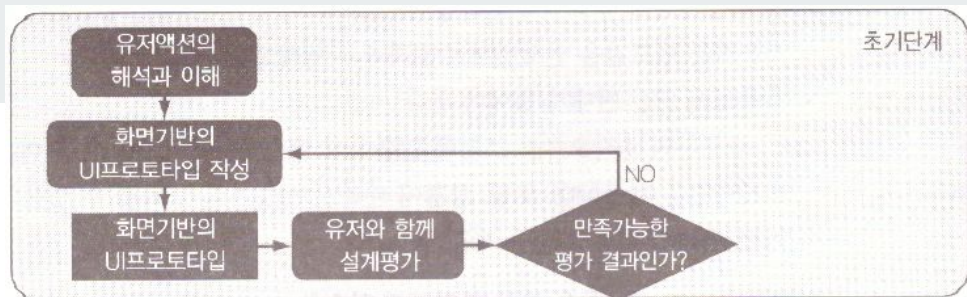 초기단계
유저액션의
해석과 이해
화면기반의
UI프로토타입 작성
NO
화면기반의
UI프로토타입
유저와 함께
설계평가
만족가능한
평가 결과인가?